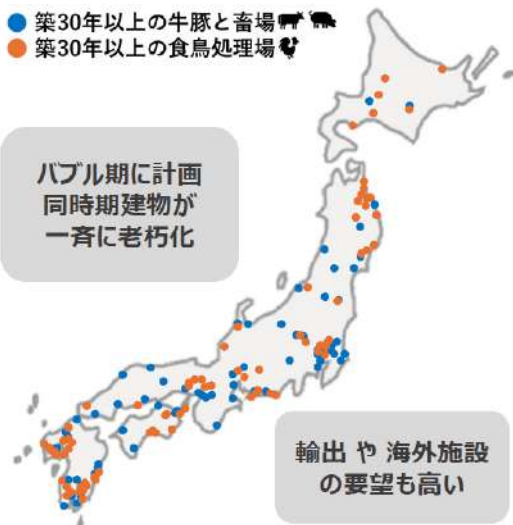 築30年以上の牛豚と畜場
築30年以上の食鳥処理場
バブル期に計画
同時期建物が
一斉に老朽化
輸出 や 海外施設
の要望も高い